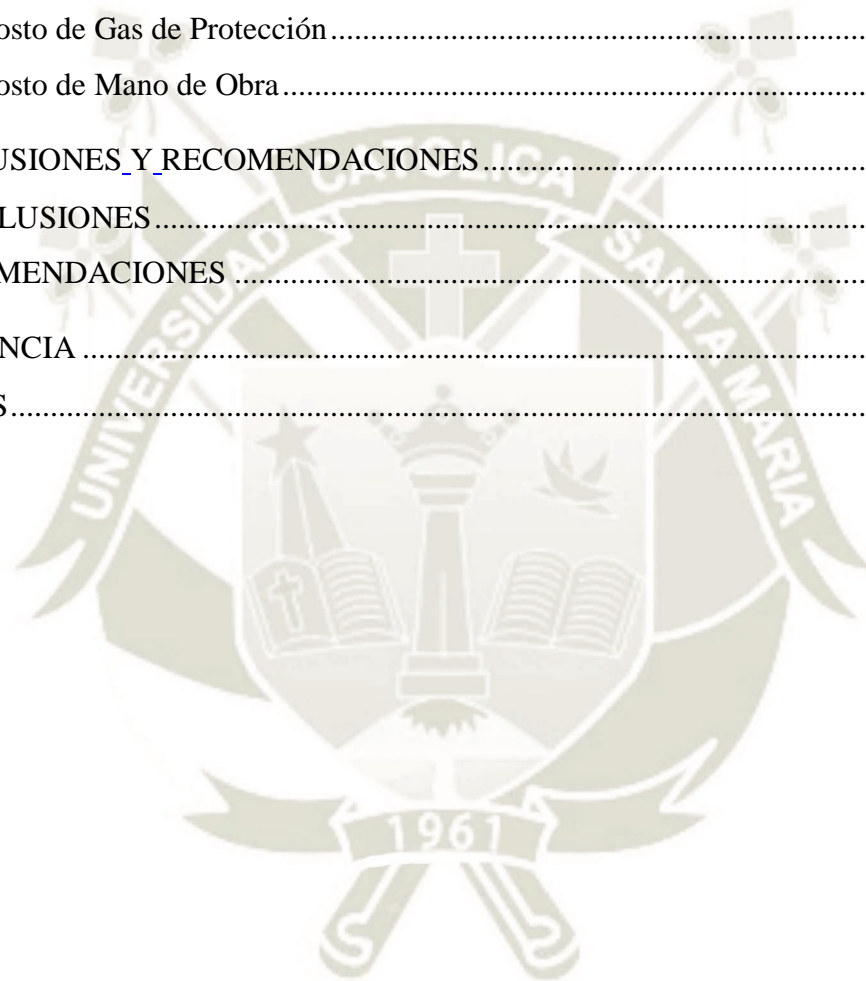 osto de Gas de Protección....................................................................
osto de Mano de Obra..........................................................................
USIONES Y RECOMENDACIONES................................................
LUSIONES..........................................................................................
MENDACIONES ................................................................................
NCIA ..................................................................................................
S...........................................................................................................
UNIVERSIDAD CATOLICA SANTA MARIA
1961